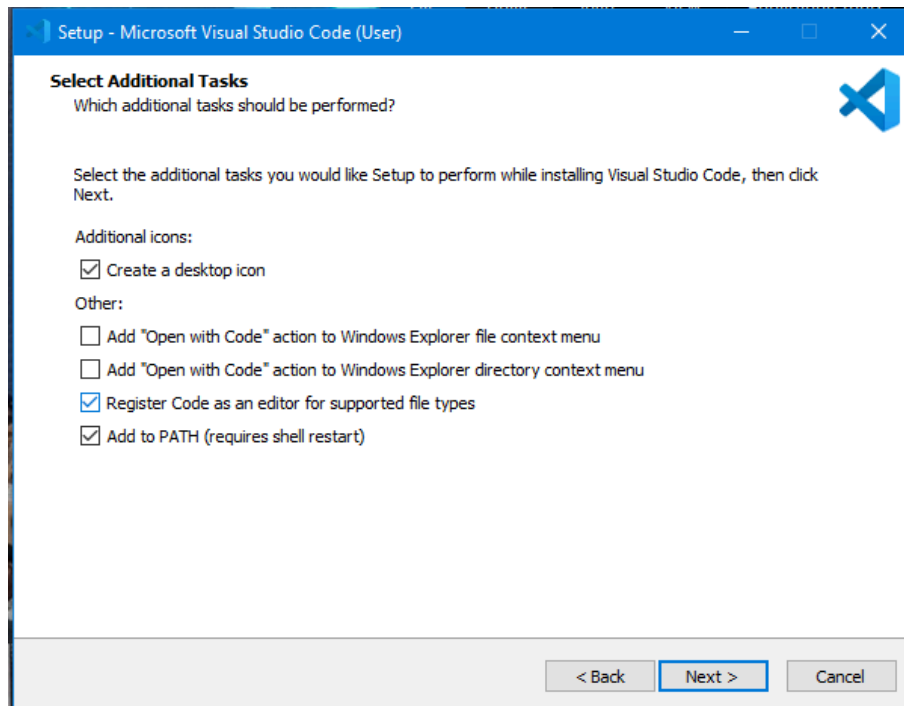 Setup - Microsoft Visual Studio Code (User)
Select Additional Tasks
Which additional tasks should be performed?
Select the additional tasks you would like Setup to perform while installing Visual Studio Code, then click
Next.
Additional icons:
Create a desktop icon
Other:
Add "Open with Code" action to Windows Explorer file context menu
Add "Open with Code" action to Windows Explorer directory context menu
Register Code as an editor for supported file types
Add to PATH (requires shell restart)
< Back
Next >
Cancel